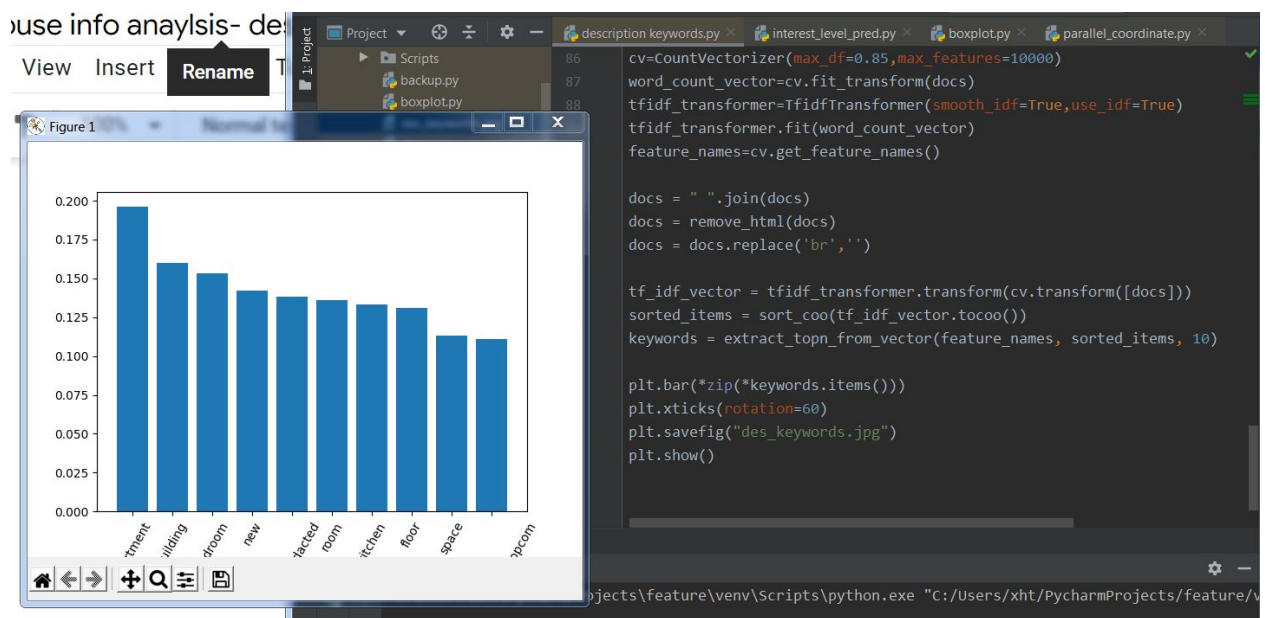 ouse info anaylsis- des
View Insert Rename T
Figure 1
0.200
0.175
0.150
0.125
0.100
0.075
0.050
0.025
0.000
rtment
ilding
droom
new
dacted
room
itchen
floor
space
opcom
1: Project
Project
Scripts
backup.py
boxplot.py
description keywords.py interest_level_pred.py boxplot.py parallel_coordinate.py
86 cv=CountVectorizer(max_df=0.85,max_features=10000)
87 word_count_vector=cv.fit_transform(docs)
88 tfidf_transformer=TfidfTransformer(smooth_idf=True,use_idf=True)
tfidf_transformer.fit(word_count_vector)
feature_names=cv.get_feature_names()
docs = " ".join(docs)
docs = remove_html(docs)
docs = docs.replace('br','')
tf_idf_vector = tfidf_transformer.transform(cv.transform([docs]))
sorted_items = sort_coo(tf_idf_vector.tocoo())
keywords = extract_topn_from_vector(feature_names, sorted_items, 10)
plt.bar(*zip(*keywords.items()))
plt.xticks(rotation=60)
plt.savefig("des_keywords.jpg")
plt.show()
ojects\feature\venv\Scripts\python.exe "C:/Users/xht/PycharmProjects/feature/v